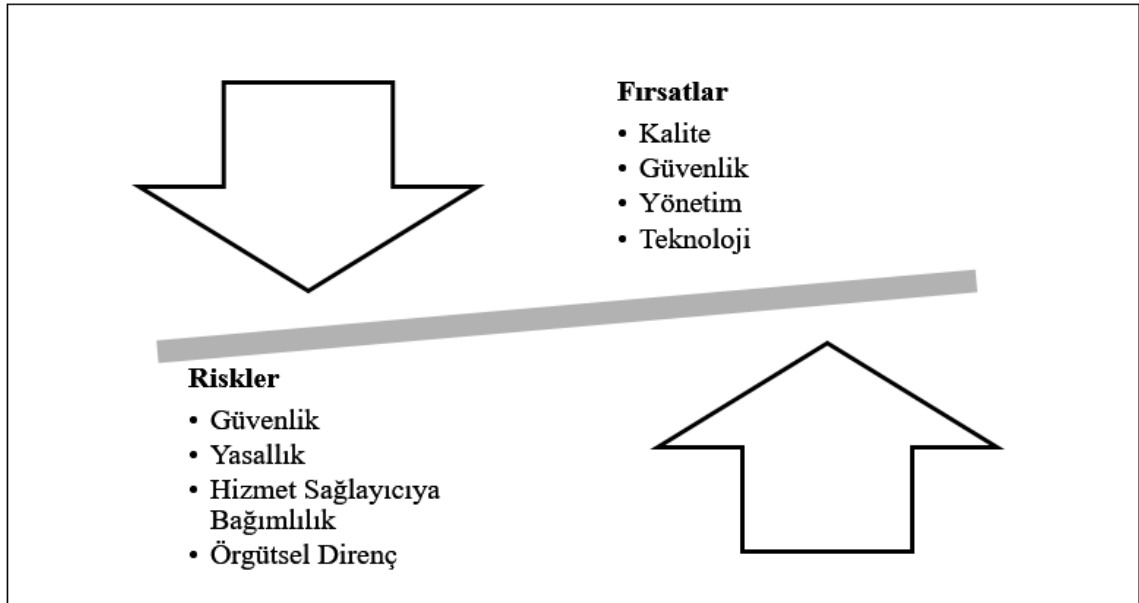 Fırsatlar
• Kalite
• Güvenlik
• Yönetim
• Teknoloji
Riskler
• Güvenlik
• Yasallık
• Hizmet Sağlayıcıya
Bağımlılık
• Örgütsel Direnç